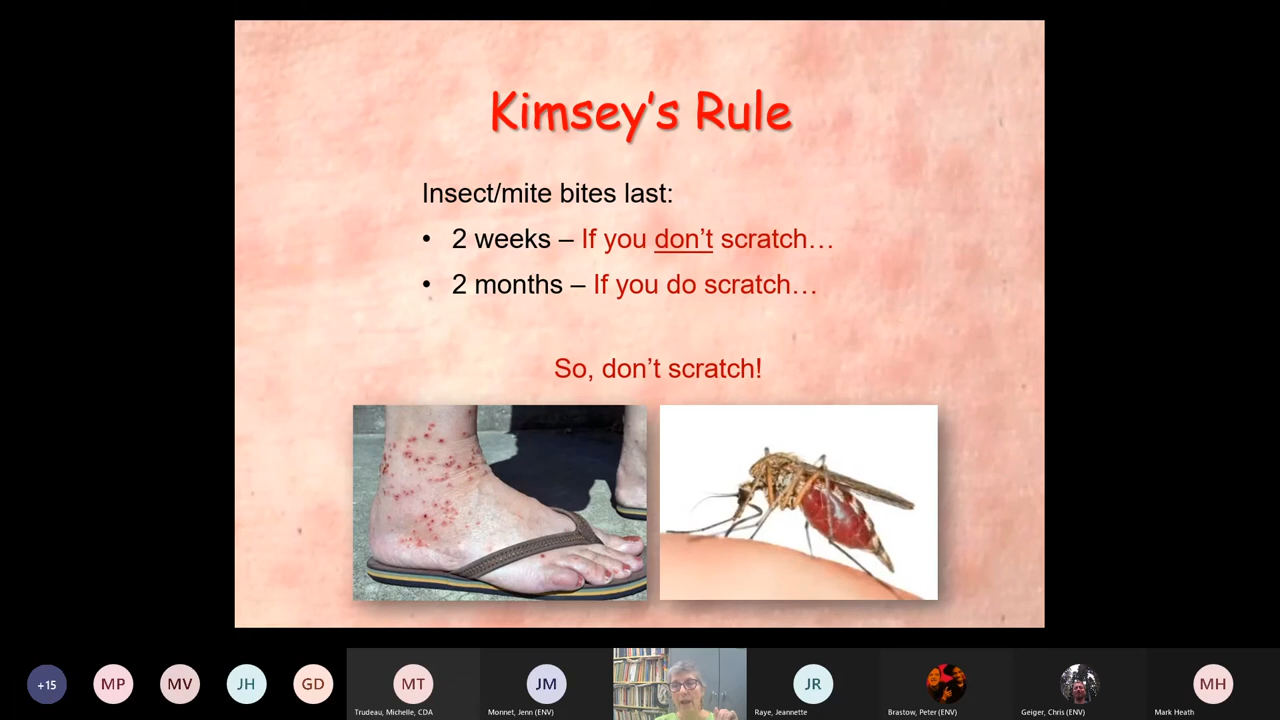 Kimsey's Rule
Insect/mite bites last:
• 2 weeks – If you don't scratch…
• 2 months – If you do scratch…
So, don't scratch!
+15
MP
MV
JH
GD
MT
Trudeau, Michelle, CDA
JM
Monnet, Jenn (ENV)
JR
Raye, Jeannette
Brastow, Peter (ENV)
Geiger, Chris (ENV)
MH
Mark Heath